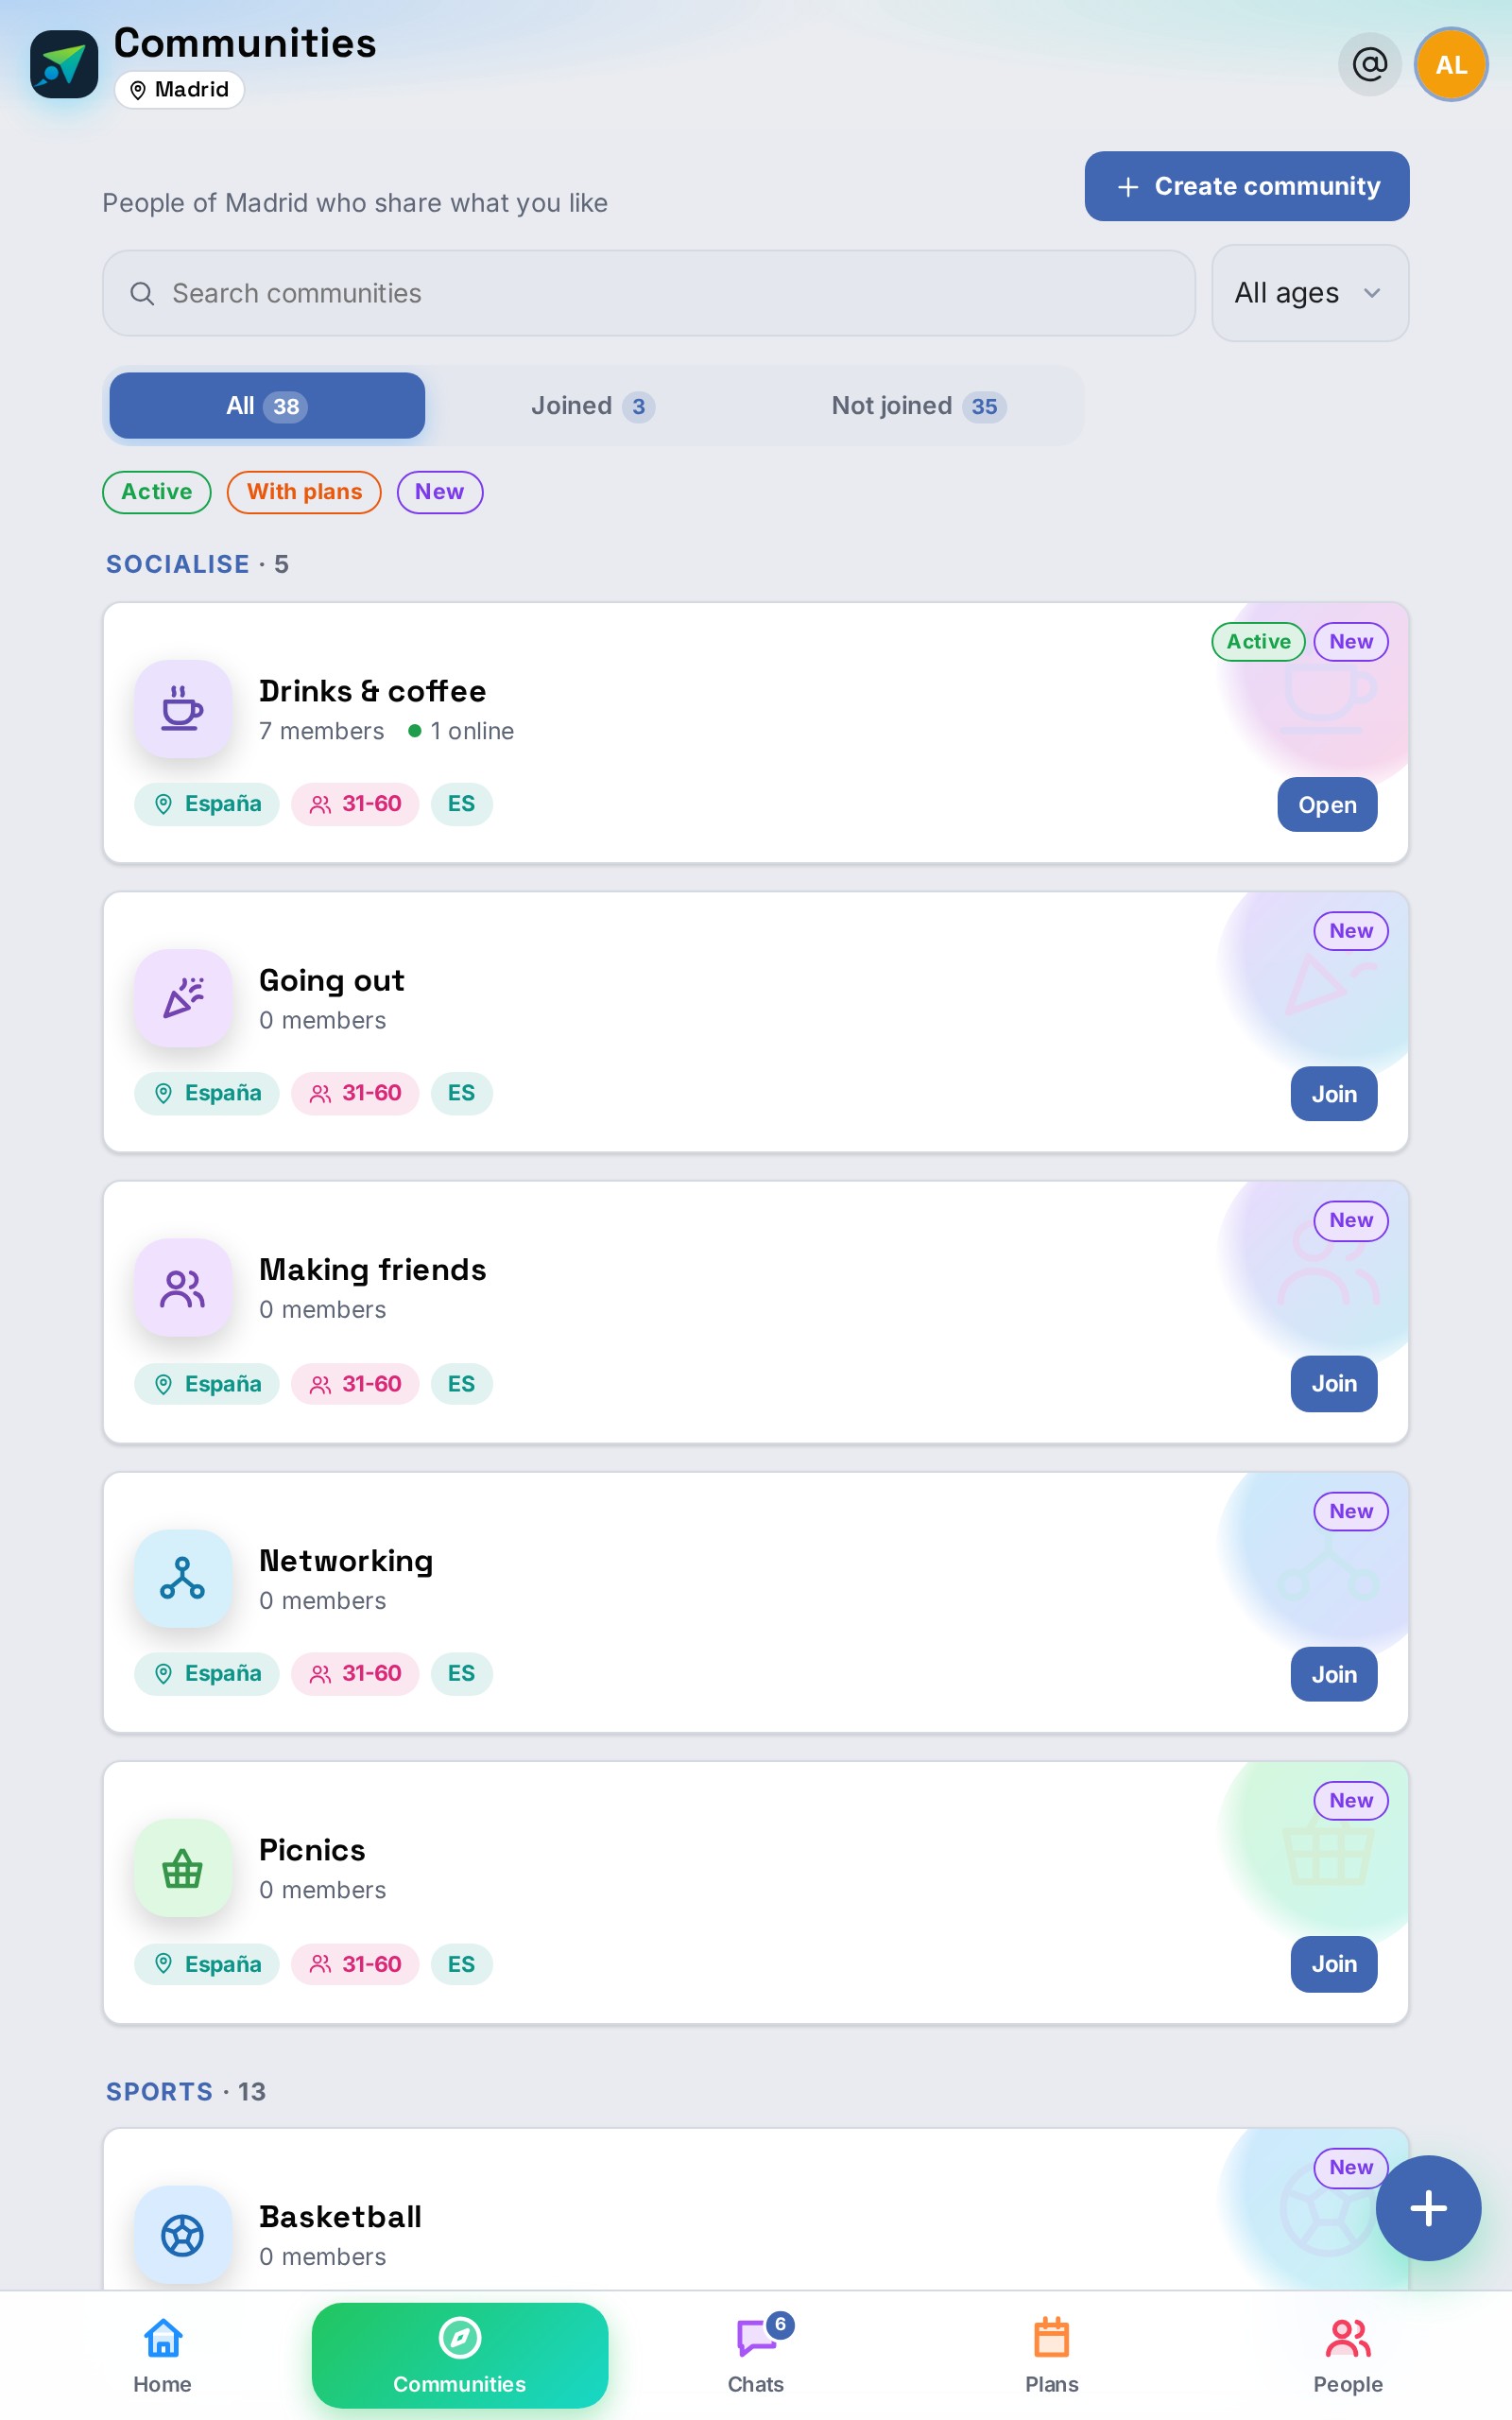 Communities
Madrid
@
AL
People of Madrid who share what you like
+ Create community
Search communities
All ages
All 38
Joined 3
Not joined 35
Active
With plans
New
SOCIALISE · 5
Active
New
Drinks & coffee
7 members
1 online
España
31-60
ES
Open
New
Going out
0 members
España
31-60
ES
Join
New
Making friends
0 members
España
31-60
ES
Join
New
Networking
0 members
España
31-60
ES
Join
New
Picnics
0 members
España
31-60
ES
Join
SPORTS · 13
New
Basketball
0 members
+
Home
Communities
6
Chats
Plans
People